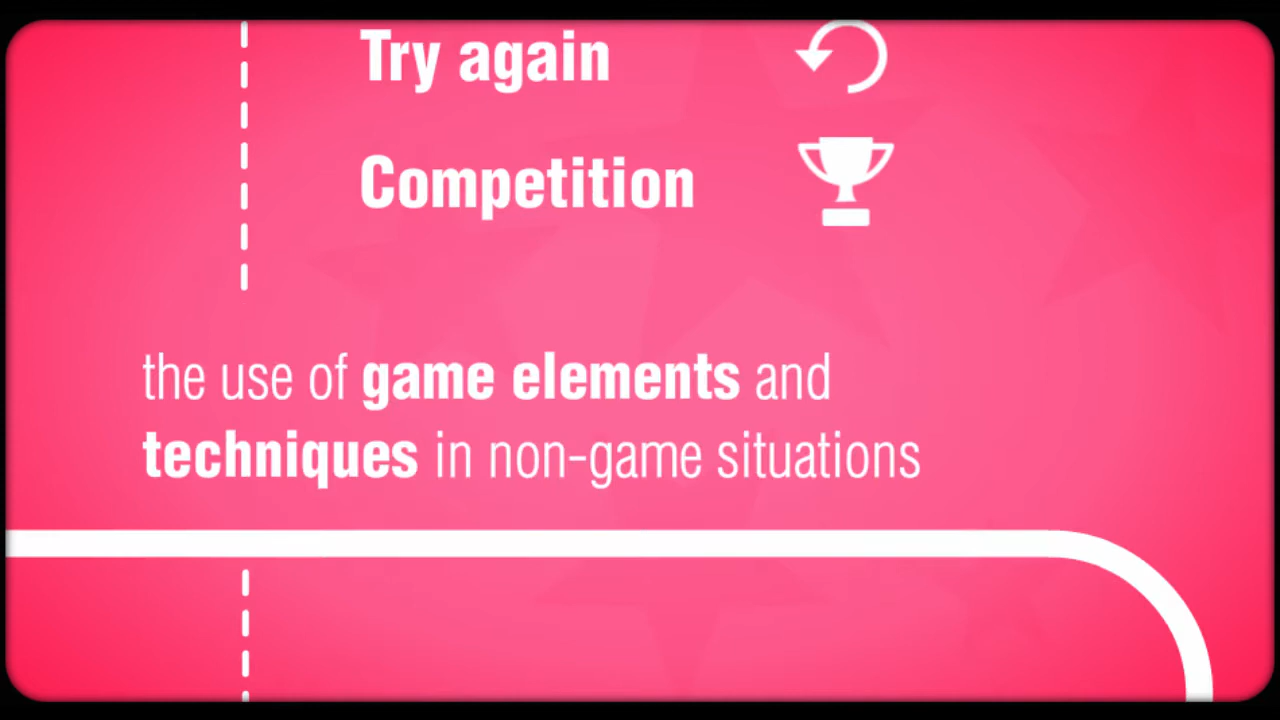 Try again
Competition
the use of game elements and
techniques in non-game situations